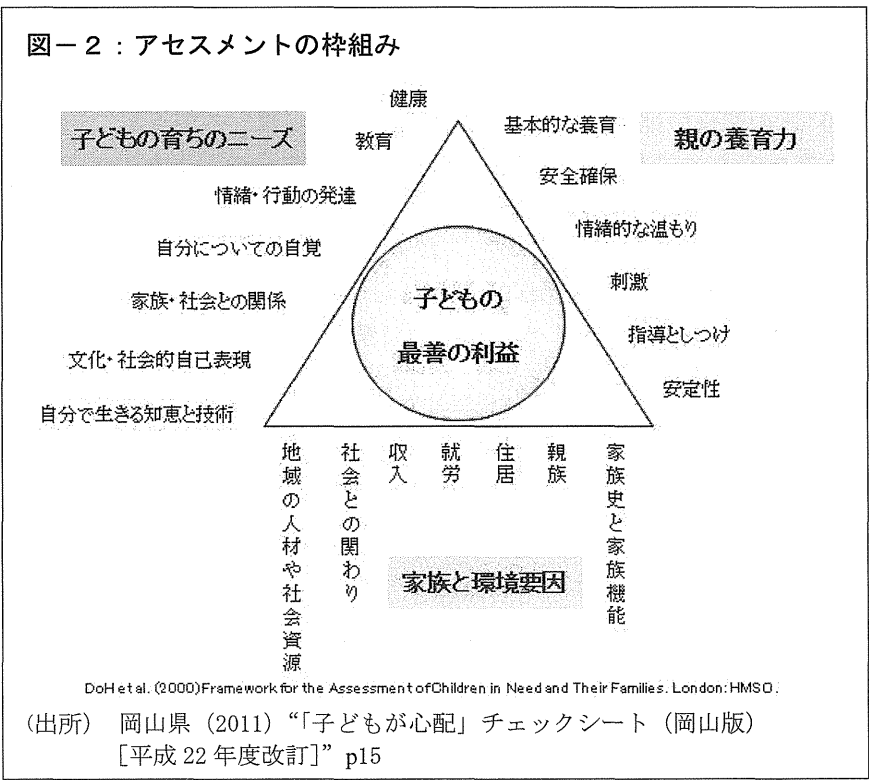 図－２：アセスメントの枠組み
子どもの育ちのニーズ
健康
教育
情緒・行動の発達
自分についての自覚
家族・社会との関係
文化・社会的自己表現
自分で生きる知恵と技術
親の養育力
基本的な養育
安全確保
情緒的な温もり
刺激
指導としつけ
安定性
子どもの
最善の利益
地域の人材や社会資源
社会との関わり
収入
就労
住居
親族
家族史と家族機能
家族と環境要因
DoH et al. (2000) Framework for the Assessment of Children in Need and Their Families. London: HMSO.
(出所)　岡山県（2011）“「子どもが心配」チェックシート（岡山版）
［平成 22 年度改訂］” p15